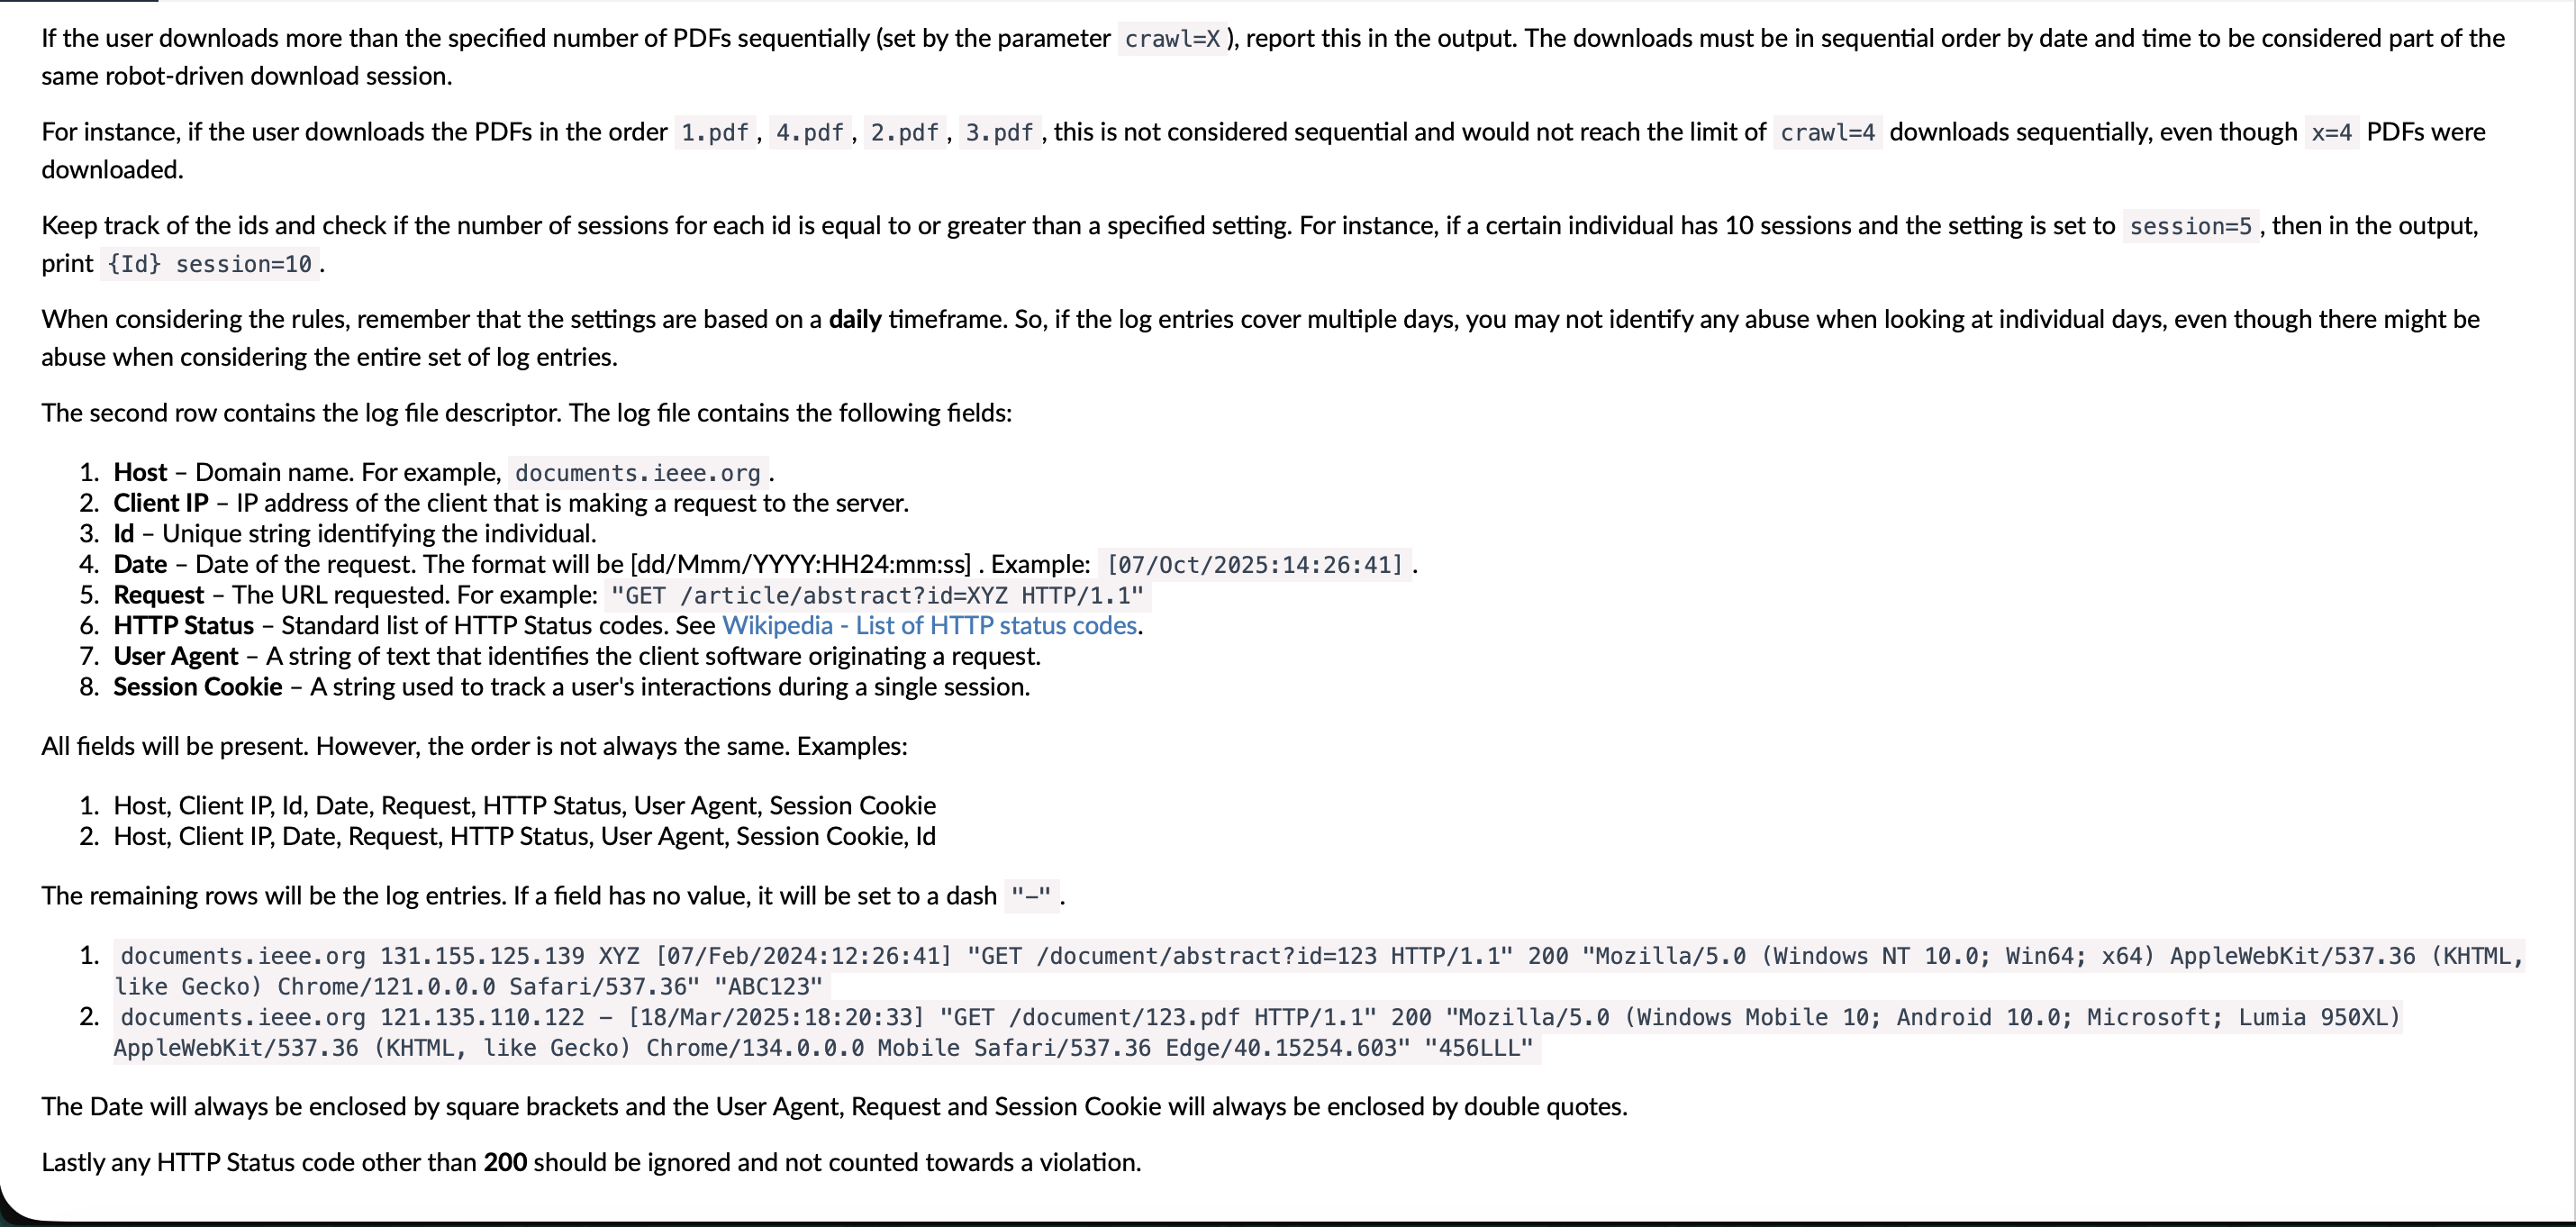 If the user downloads more than the specified number of PDFs sequentially (set by the parameter crawl=X), report this in the output. The downloads must be in sequential order by date and time to be considered part of the
same robot-driven download session.
For instance, if the user downloads the PDFs in the order 1.pdf, 4.pdf, 2.pdf, 3.pdf, this is not considered sequential and would not reach the limit of crawl=4 downloads sequentially, even though x=4 PDFs were
downloaded.
Keep track of the ids and check if the number of sessions for each id is equal to or greater than a specified setting. For instance, if a certain individual has 10 sessions and the setting is set to session=5, then in the output,
print {Id} session=10.
When considering the rules, remember that the settings are based on a daily timeframe. So, if the log entries cover multiple days, you may not identify any abuse when looking at individual days, even though there might be
abuse when considering the entire set of log entries.
The second row contains the log file descriptor. The log file contains the following fields:
1. Host – Domain name. For example, documents.ieee.org.
2. Client IP – IP address of the client that is making a request to the server.
3. Id – Unique string identifying the individual.
4. Date – Date of the request. The format will be [dd/Mmm/YYYY:HH24:mm:ss] . Example: [07/Oct/2025:14:26:41].
5. Request – The URL requested. For example: "GET /article/abstract?id=XYZ HTTP/1.1"
6. HTTP Status – Standard list of HTTP Status codes. See Wikipedia - List of HTTP status codes.
7. User Agent – A string of text that identifies the client software originating a request.
8. Session Cookie – A string used to track a user's interactions during a single session.
All fields will be present. However, the order is not always the same. Examples:
1. Host, Client IP, Id, Date, Request, HTTP Status, User Agent, Session Cookie
2. Host, Client IP, Date, Request, HTTP Status, User Agent, Session Cookie, Id
The remaining rows will be the log entries. If a field has no value, it will be set to a dash "–".
1. documents.ieee.org 131.155.125.139 XYZ [07/Feb/2024:12:26:41] "GET /document/abstract?id=123 HTTP/1.1" 200 "Mozilla/5.0 (Windows NT 10.0; Win64; x64) AppleWebKit/537.36 (KHTML,
like Gecko) Chrome/121.0.0.0 Safari/537.36" "ABC123"
2. documents.ieee.org 121.135.110.122 – [18/Mar/2025:18:20:33] "GET /document/123.pdf HTTP/1.1" 200 "Mozilla/5.0 (Windows Mobile 10; Android 10.0; Microsoft; Lumia 950XL)
AppleWebKit/537.36 (KHTML, like Gecko) Chrome/134.0.0.0 Mobile Safari/537.36 Edge/40.15254.603" "456LLL"
The Date will always be enclosed by square brackets and the User Agent, Request and Session Cookie will always be enclosed by double quotes.
Lastly any HTTP Status code other than 200 should be ignored and not counted towards a violation.